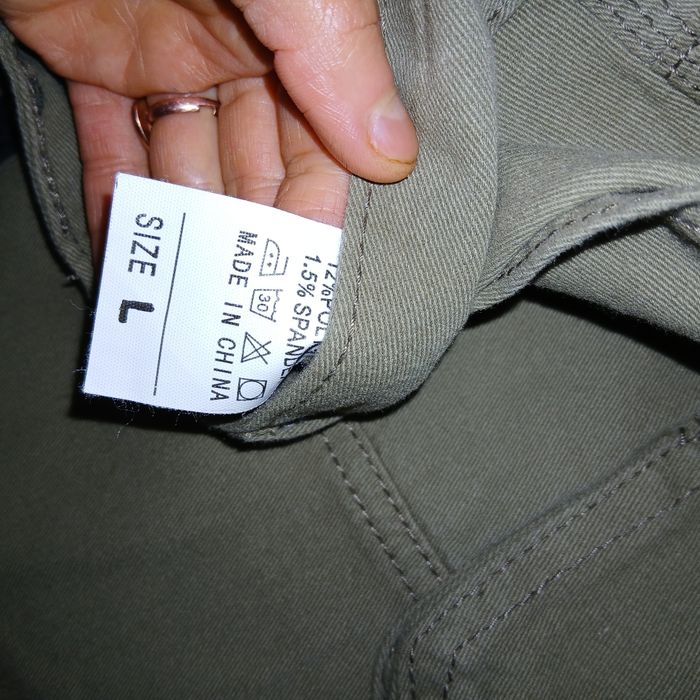 1.5% SPANDE
30
MADE IN CHINA
SIZE L